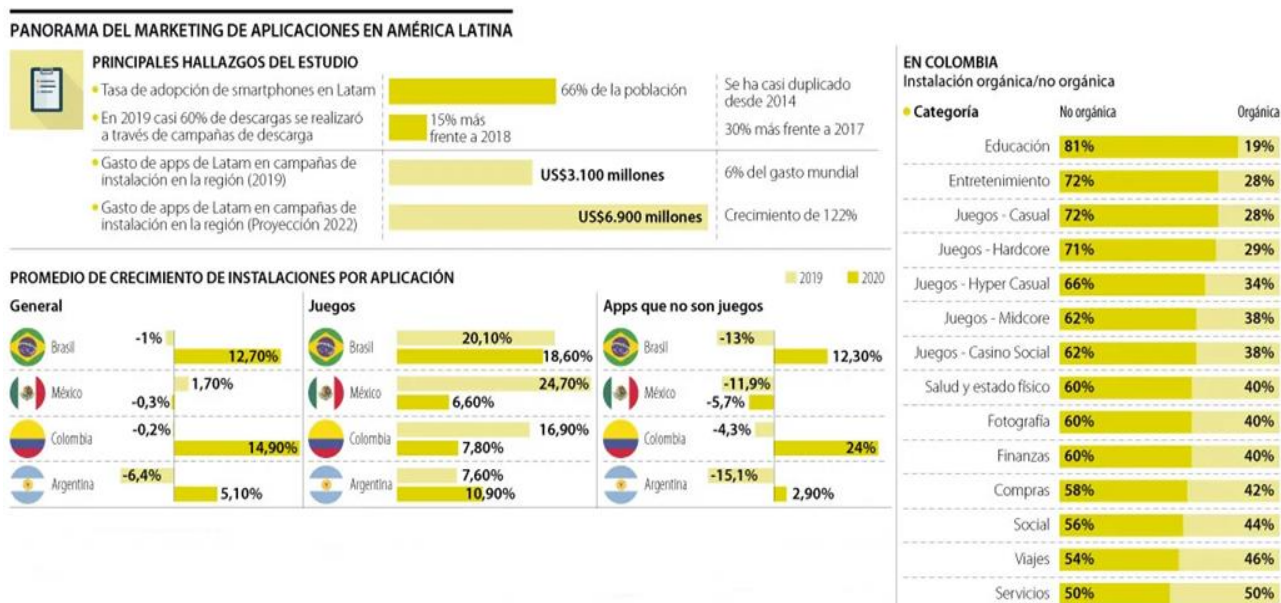 PANORAMA DEL MARKETING DE APLICACIONES EN AMÉRICA LATINA
PRINCIPALES HALLAZGOS DEL ESTUDIO
• Tasa de adopción de smartphones en Latam
66% de la población
Se ha casi duplicado
desde 2014
• En 2019 casi 60% de descargas se realizaró
a través de campañas de descarga
15% más
frente a 2018
30% más frente a 2017
• Gasto de apps de Latam en campañas de
instalación en la región (2019)
US$3.100 millones
6% del gasto mundial
• Gasto de apps de Latam en campañas de
instalación en la región (Proyección 2022)
US$6.900 millones
Crecimiento de 122%
PROMEDIO DE CRECIMIENTO DE INSTALACIONES POR APLICACIÓN
2019
2020
General
Brasil
-1%
12,70%
México
1,70%
-0,3%
Colombia
-0,2%
14,90%
Argentina
-6,4%
5,10%
Juegos
Brasil
20,10%
18,60%
México
24,70%
6,60%
Colombia
16,90%
7,80%
Argentina
7,60%
10,90%
Apps que no son juegos
Brasil
-13%
12,30%
México
-11,9%
-5,7%
Colombia
-4,3%
24%
Argentina
-15,1%
2,90%
EN COLOMBIA
Instalación orgánica/no orgánica
• Categoría No orgánica Orgánica
Educación 81% 19%
Entretenimiento 72% 28%
Juegos - Casual 72% 28%
Juegos - Hardcore 71% 29%
Juegos - Hyper Casual 66% 34%
Juegos - Midcore 62% 38%
Juegos - Casino Social 62% 38%
Salud y estado físico 60% 40%
Fotografía 60% 40%
Finanzas 60% 40%
Compras 58% 42%
Social 56% 44%
Viajes 54% 46%
Servicios 50% 50%